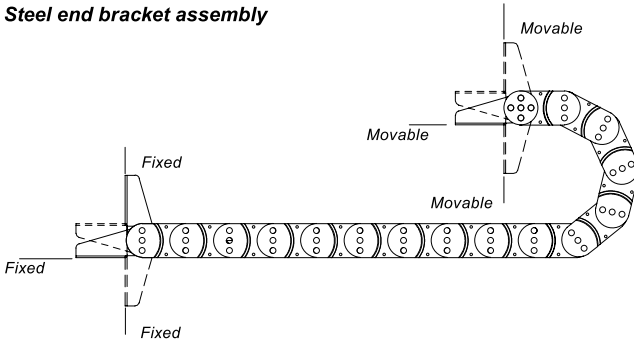 Steel end bracket assembly
Movable
Movable
Fixed
Movable
Fixed
Fixed